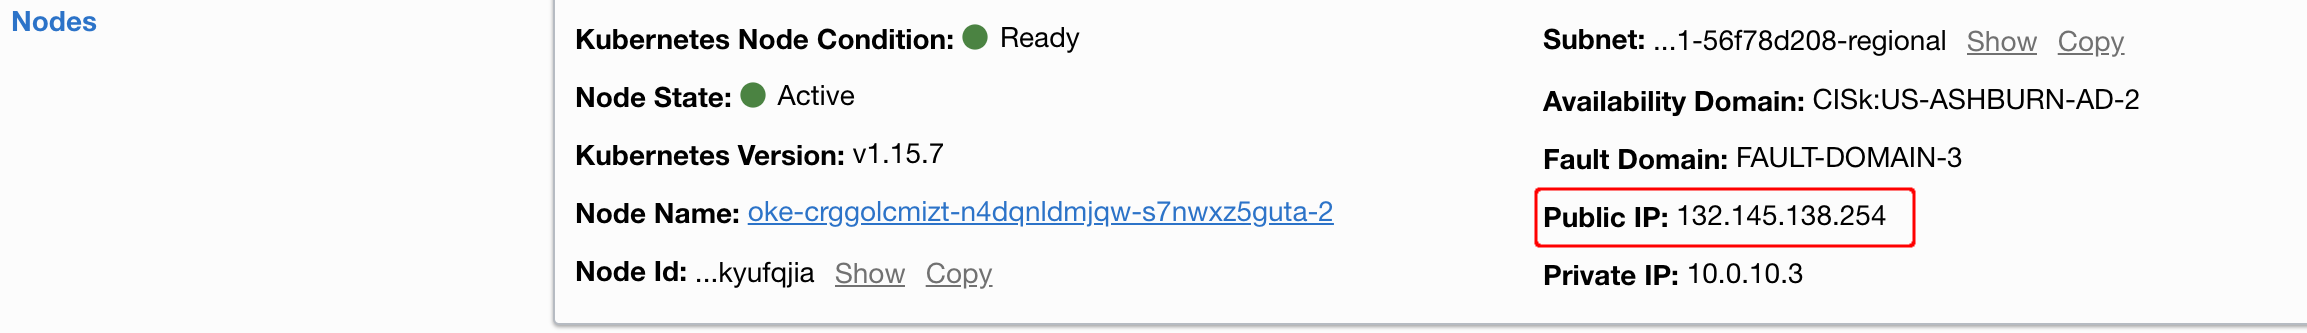 Nodes
Kubernetes Node Condition: Ready
Node State: Active
Kubernetes Version: v1.15.7
Node Name: oke-crggolcmizt-n4dqnldmjqw-s7nwxz5guta-2
Node Id: ...kyufqjia Show Copy
Subnet: ...1-56f78d208-regional Show Copy
Availability Domain: CISk:US-ASHBURN-AD-2
Fault Domain: FAULT-DOMAIN-3
Public IP: 132.145.138.254
Private IP: 10.0.10.3